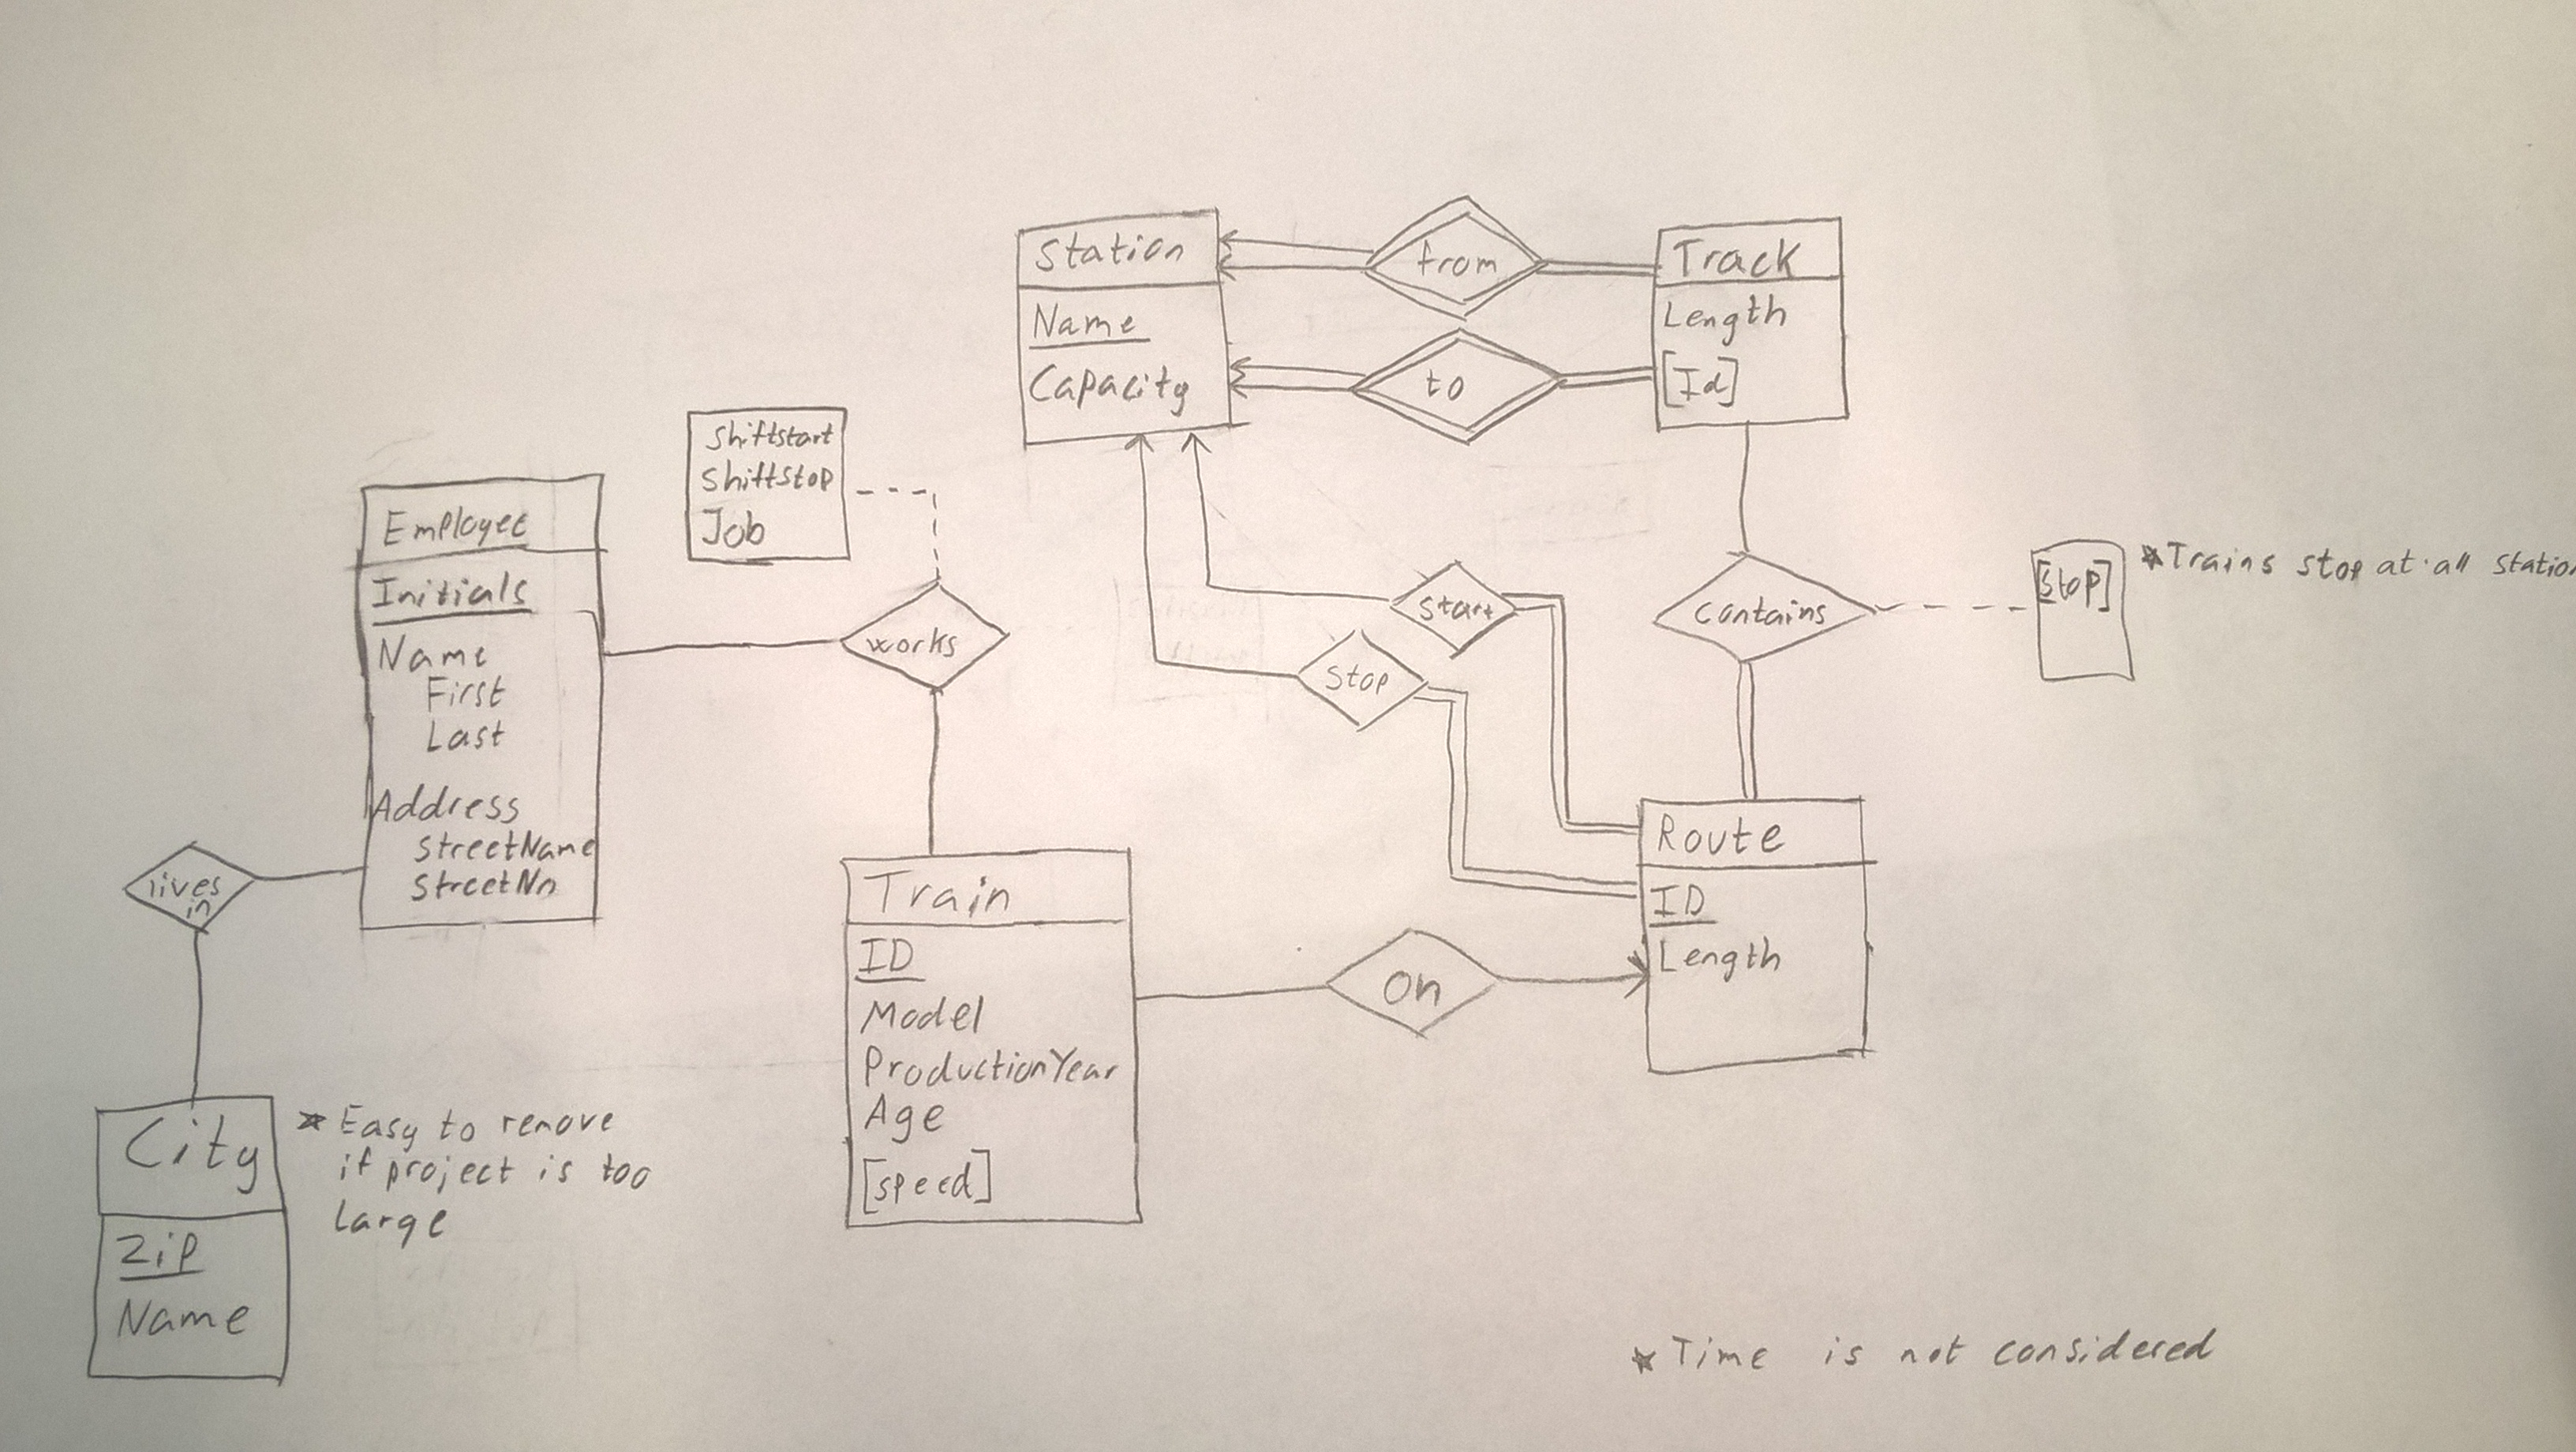 Station
Name
Capacity
from
to
Track
Length
[Id]
Shiftstart
Shiftstop
Job
Employee
Initials
Name
First
Last
Address
StreetName
StreetNo
works
start
stop
Contains
[Stop]
*Trains stop at all station
lives
in
Train
ID
Model
ProductionYear
Age
[speed]
On
Route
ID
Length
City
Zip
Name
* Easy to remove
if project is too
large
* Time is not considered